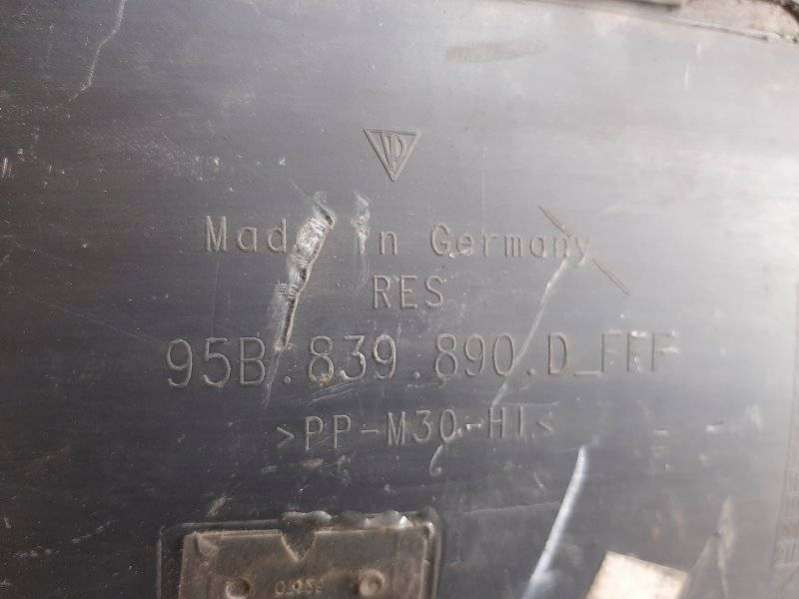 Made in Germany
RES
95B.839.890.D_FFF
>PP-M30-HI<